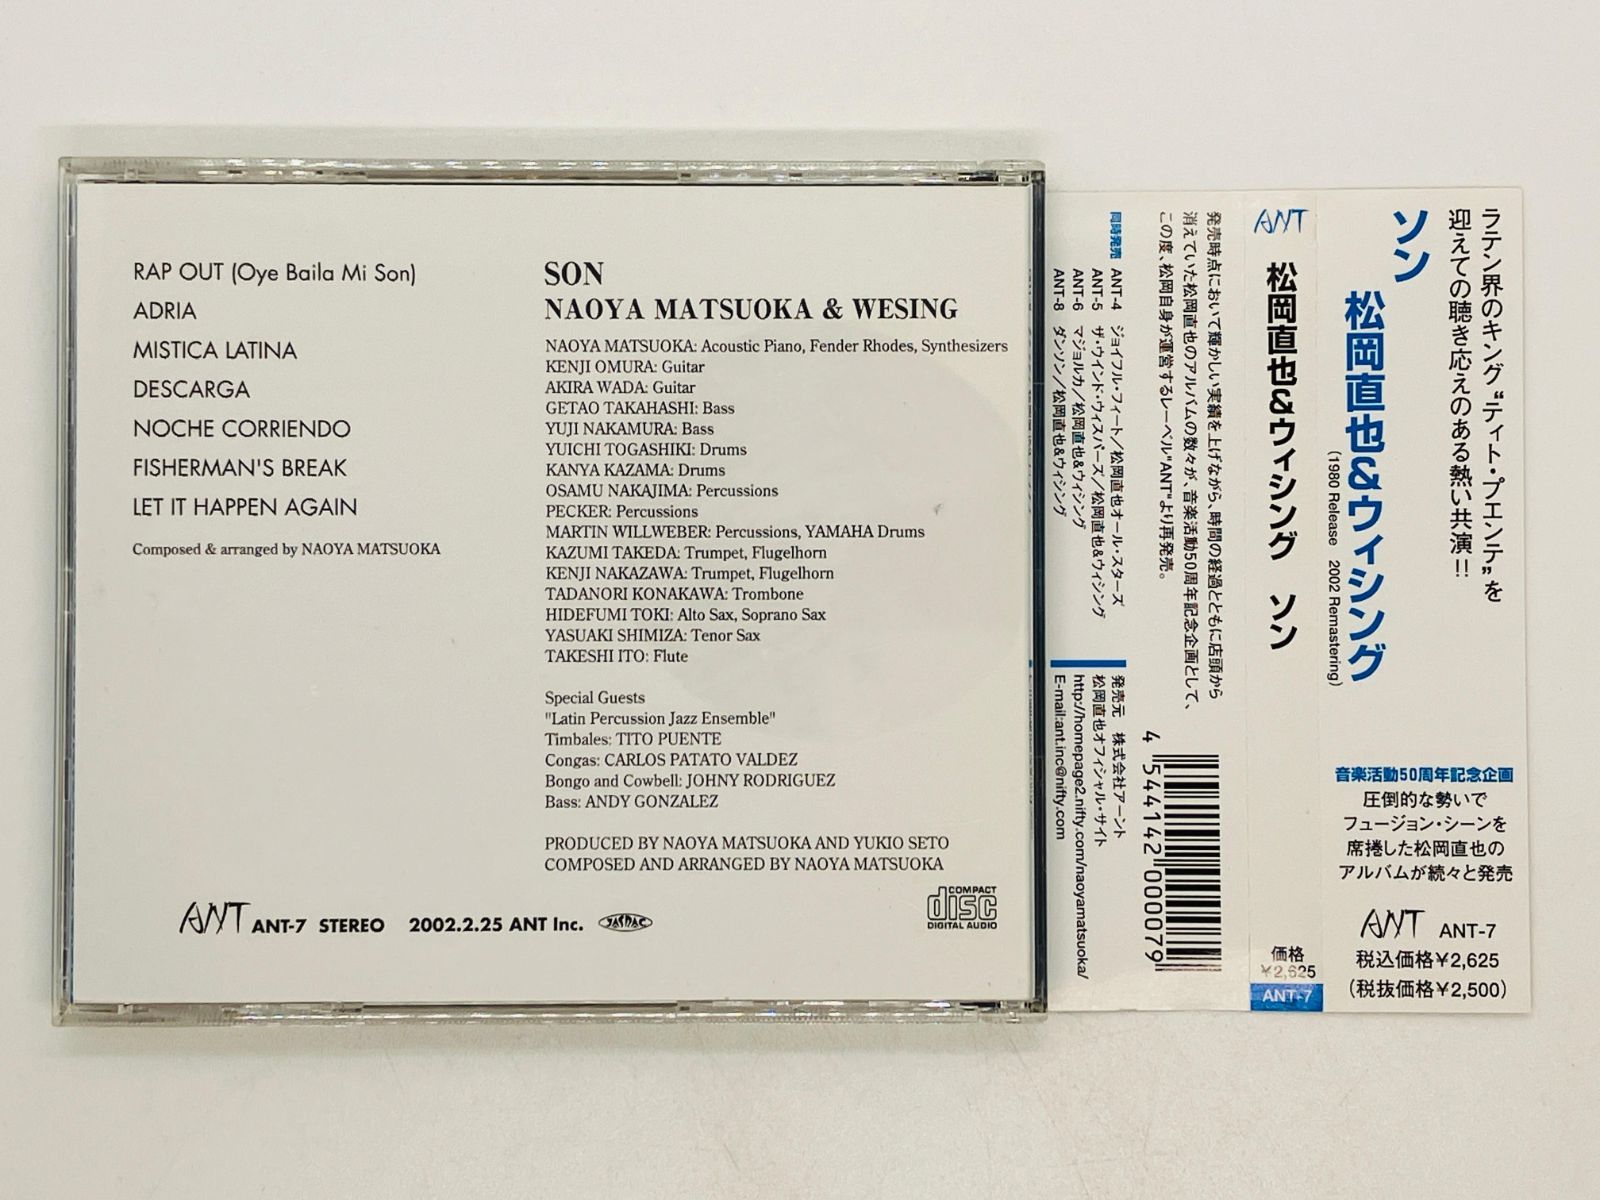 RAP OUT (Oye Baila Mi Son)
ADRIA
MISTICA LATINA
DESCARGA
NOCHE CORRIENDO
FISHERMAN'S BREAK
LET IT HAPPEN AGAIN
Composed & arranged by NAOYA MATSUOKA
SON
NAOYA MATSUOKA & WESING
NAOYA MATSUOKA: Acoustic Piano, Fender Rhodes, Synthesizers
KENJI OMURA: Guitar
AKIRA WADA: Guitar
GETAO TAKAHASHI: Bass
YUJI NAKAMURA: Bass
YUICHI TOGASHIKI: Drums
KANYA KAZAMA: Drums
OSAMU NAKAJIMA: Percussions
PECKER: Percussions
MARTIN WILLWEBER: Percussions, YAMAHA Drums
KAZUMI TAKEDA: Trumpet, Flugelhorn
KENJI NAKAZAWA: Trumpet, Flugelhorn
TADANORI KONAKAWA: Trombone
HIDEFUMI TOKI: Alto Sax, Soprano Sax
YASUAKI SHIMIZA: Tenor Sax
TAKESHI ITO: Flute
Special Guests
"Latin Percussion Jazz Ensemble"
Timbales: TITO PUENTE
Congas: CARLOS PATATO VALDEZ
Bongo and Cowbell: JOHNY RODRIGUEZ
Bass: ANDY GONZALEZ
PRODUCED BY NAOYA MATSUOKA AND YUKIO SETO
COMPOSED AND ARRANGED BY NAOYA MATSUOKA
ANT ANT-7 STEREO 2002.2.25 ANT Inc. JASRAC
COMPACT
disc
DIGITAL AUDIO
ラテン界のキング“ティト・プエンテ”を
迎えての聴き応えのある熱い共演!!
ソン
松岡直也&ウィシング
(1980 Release 2002 Remastering)
音楽活動50周年記念企画
圧倒的な勢いで
フュージョン・シーンを
席捲した松岡直也の
アルバムが続々と発売
ANT ANT-7
税込価格¥2,625
(税抜価格¥2,500)
ANT
松岡直也&ウィシング ソン
価格
¥2,625
ANT-7
発売時点において輝かしい実績を上げながら、時間の経過とともに店頭から
消えていた松岡直也のアルバムの数々が、音楽活動50周年記念企画として、
この度、松岡自身が運営するレーベル"ANT"より再発売。
同時発売 ANT-4 ジョイフル・フィート/松岡直也オール・スターズ
ANT-5 ザ・ウインド・ウィスパーズ/松岡直也&ウィシング
ANT-6 マジョルカ/松岡直也&ウィシング
ANT-8 ダンソン/松岡直也&ウィシング
発売元 株式会社アーント
松岡直也オフィシャル・サイト
http://homepage2.nifty.com/naoyamatsuoka/
E-mail:ant.inc@nifty.com
4 544142 000079